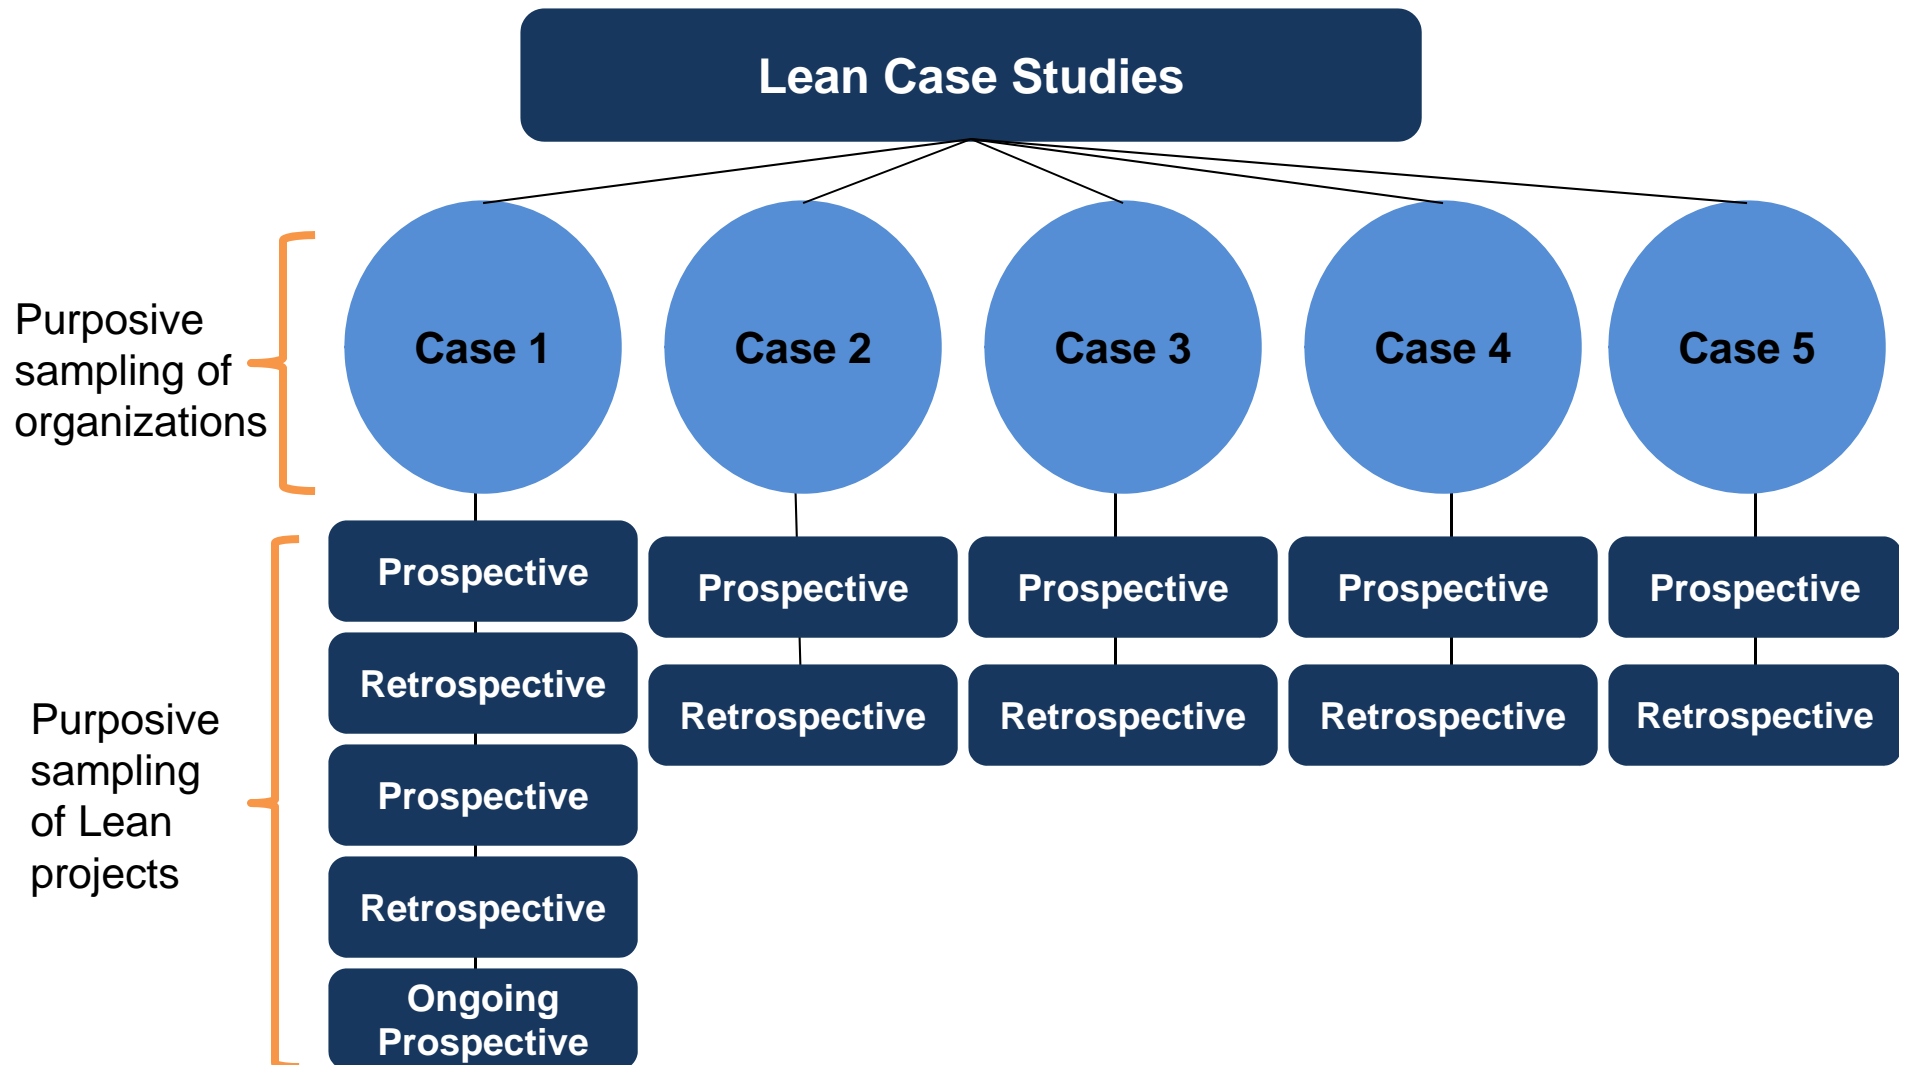 Lean Case Studies
Purposive
sampling of
organizations
Case 1
Case 2
Case 3
Case 4
Case 5
Purposive
sampling
of Lean
projects
Prospective
Retrospective
Prospective
Retrospective
Ongoing
Prospective
Prospective
Retrospective
Prospective
Retrospective
Prospective
Retrospective
Prospective
Retrospective